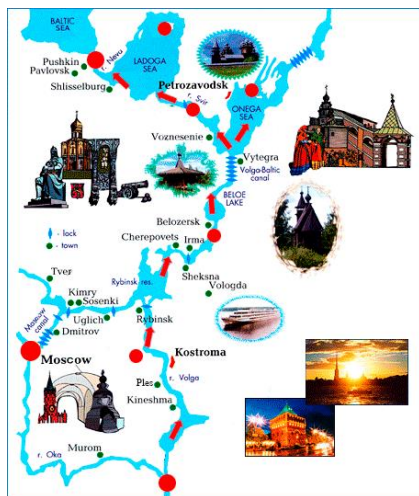 BALTIC
SEA
Pushkin
Pavlovsk
r. Nevu
Shlisselburg
LADOGA
SEA
Petrozavodsk
r. Svir
ONEGA
SEA
Voznesenie
Vytegra
Volga-Baltic
canal
BELOE
LAKE
Belozersk
Cherepovets
Irma
Sheksna
Vologda
- lock
- town
Tver
Kimry
Sosenki
Rybinsk res.
Uglich
Rybinsk
Moscow
canal
Dmitrov
Moscow
Kostroma
r. Volga
Ples
Kineshma
Murom
r. Oka